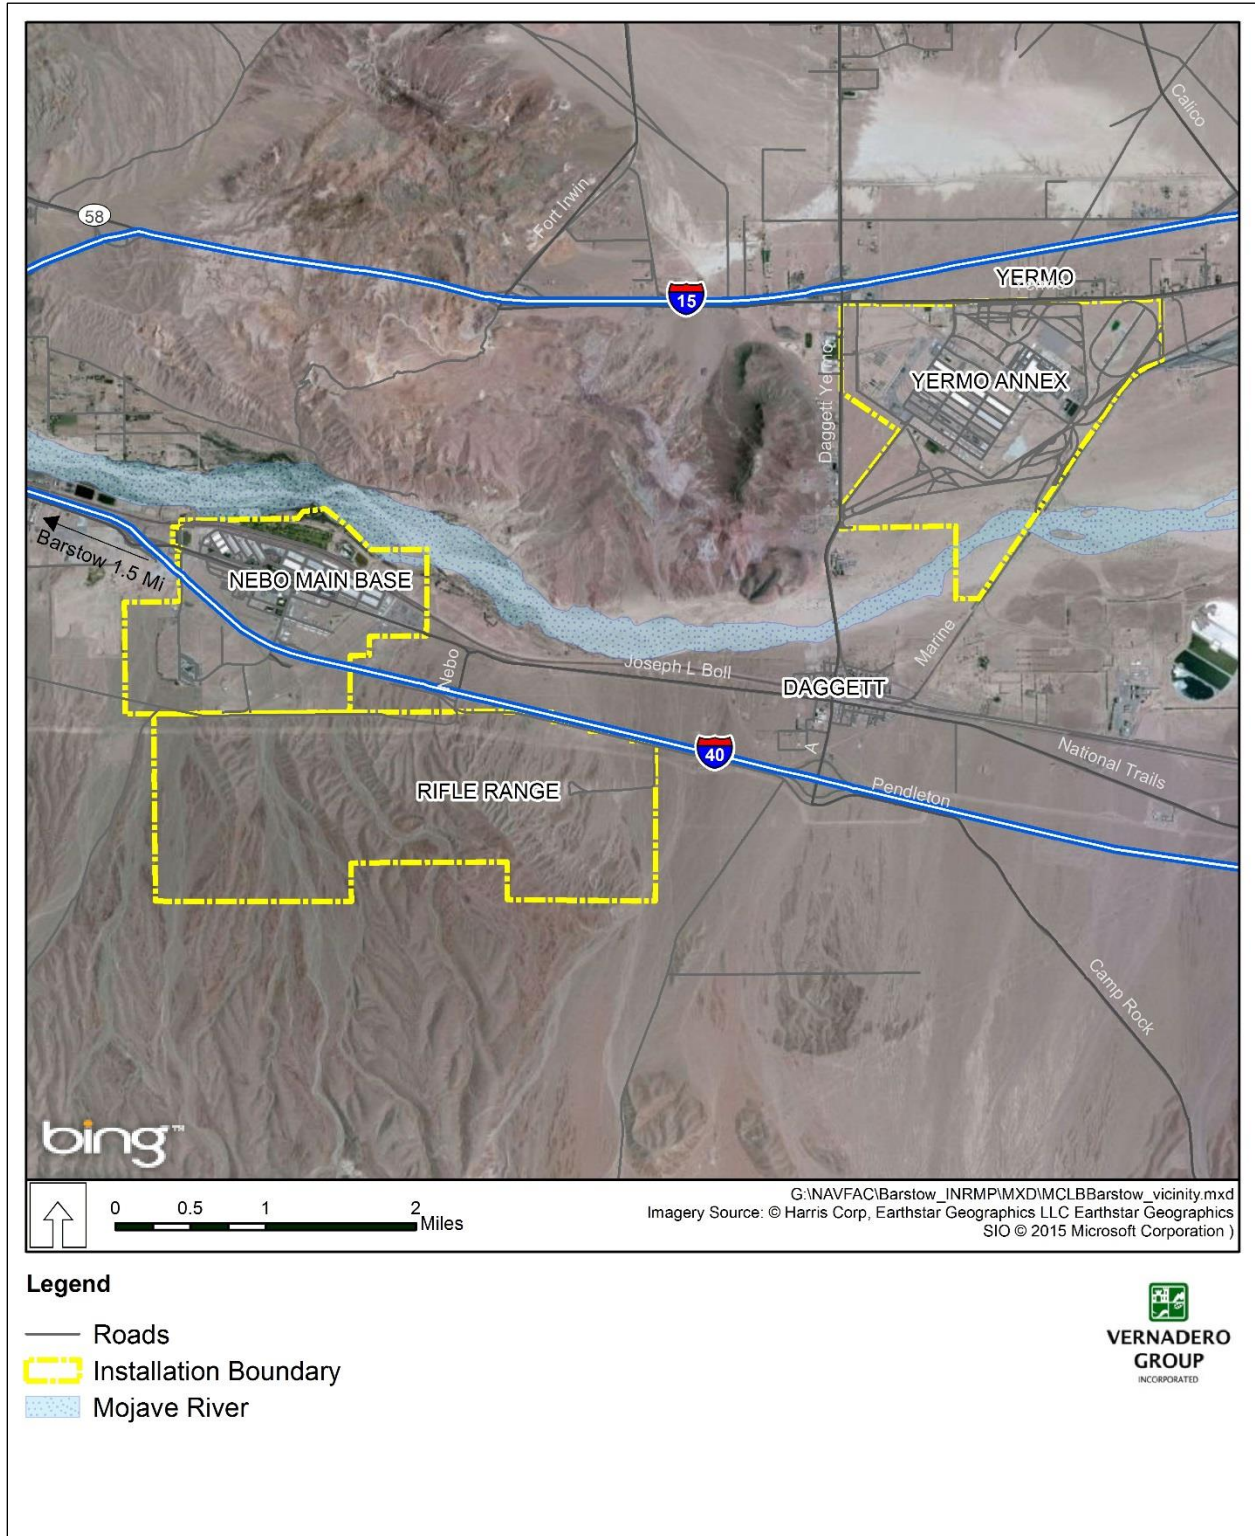 Calico
58
Fort Irwin
YERMO
15
Daggett Yermo
YERMO ANNEX
Barstow 1.5 Mi
NEBO MAIN BASE
Marine
Nebo
Joseph L Boll
DAGGETT
A
40
National Trails
RIFLE RANGE
Pendleton
Camp Rock
bing™
0 0.5 1 2
Miles
G:\NAVFAC\Barstow_INRMP\MXD\MCLBBarstow_vicinity.mxd
Imagery Source: © Harris Corp, Earthstar Geographics LLC Earthstar Geographics
SIO © 2015 Microsoft Corporation )
Legend
Roads
Installation Boundary
Mojave River
VERNADERO
GROUP
INCORPORATED